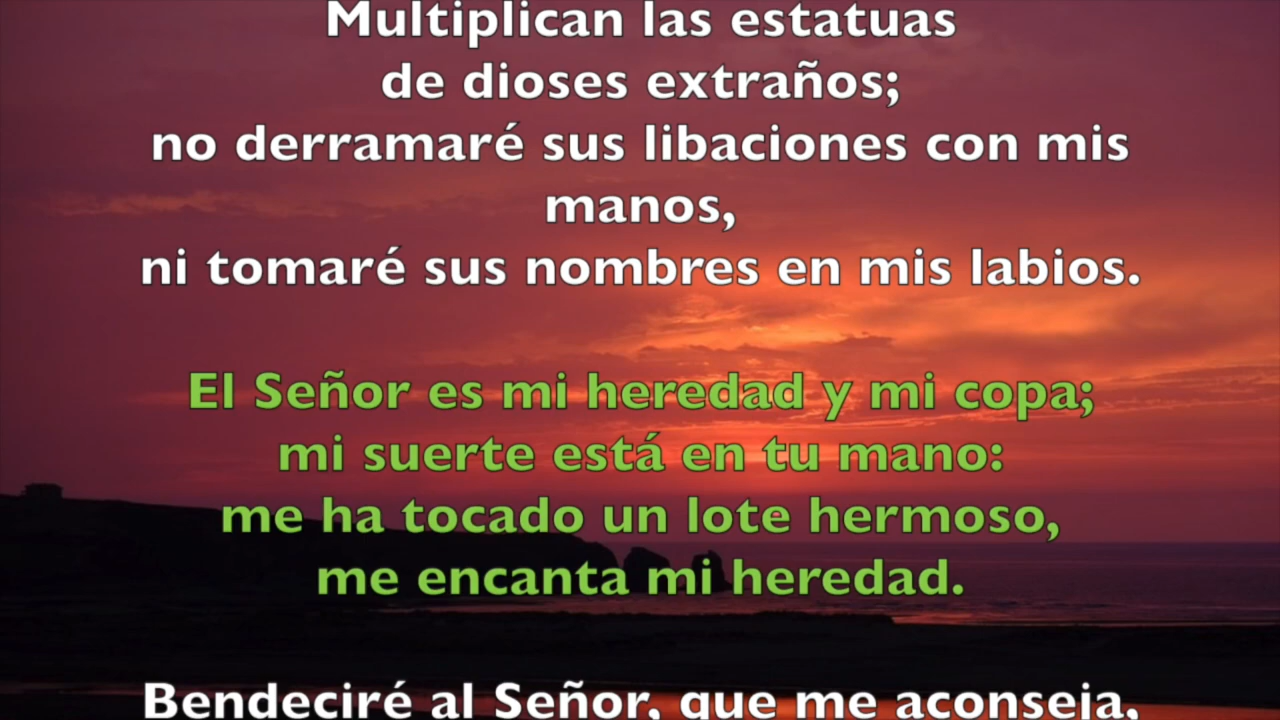 Multiplican las estatuas
de dioses extraños;
no derramaré sus libaciones con mis
manos,
ni tomaré sus nombres en mis labios.
El Señor es mi heredad y mi copa;
mi suerte está en tu mano:
me ha tocado un lote hermoso,
me encanta mi heredad.
Bendeciré al Señor, que me aconseja,